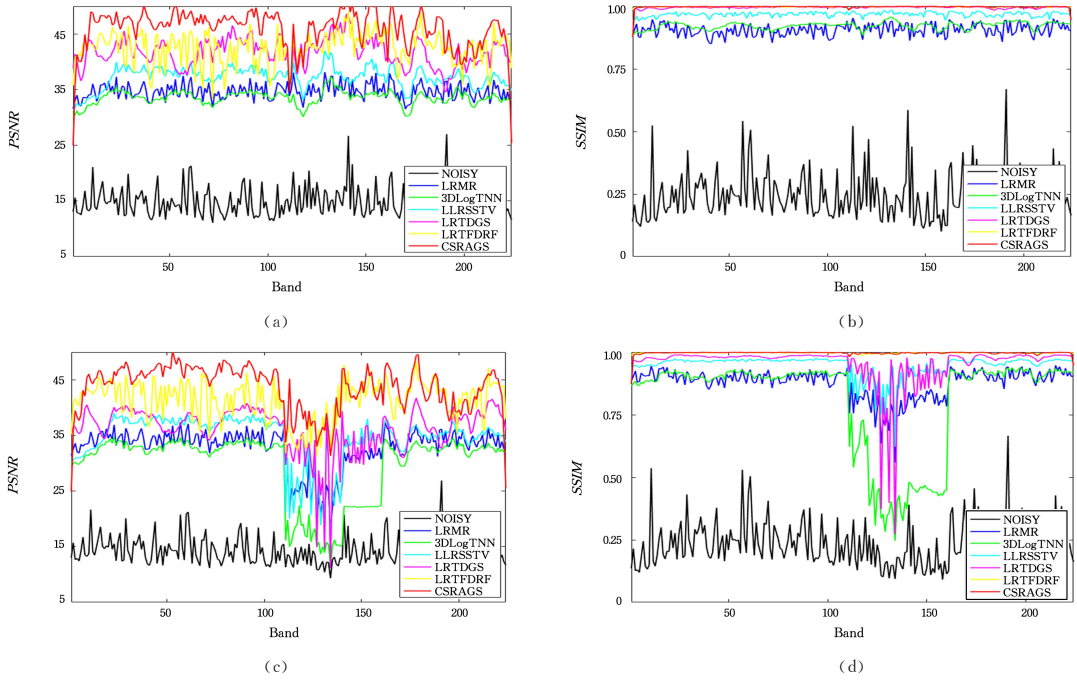 45
35
25
15
5
PSNR
50
100
150
200
Band
NOISY
LRMR
3DLogTNN
LLRSSTV
LRTDGS
LRTFDRF
CSRAGS
(a)
1.00
0.75
0.50
0.25
0
SSIM
50
100
150
200
Band
NOISY
LRMR
3DLogTNN
LLRSSTV
LRTDGS
LRTFDRF
CSRAGS
(b)
45
35
25
15
5
PSNR
50
100
150
200
Band
NOISY
LRMR
3DLogTNN
LLRSSTV
LRTDGS
LRTFDRF
CSRAGS
(c)
1.00
0.75
0.50
0.25
0
SSIM
50
100
150
200
Band
NOISY
LRMR
3DLogTNN
LLRSSTV
LRTDGS
LRTFDRF
CSRAGS
(d)